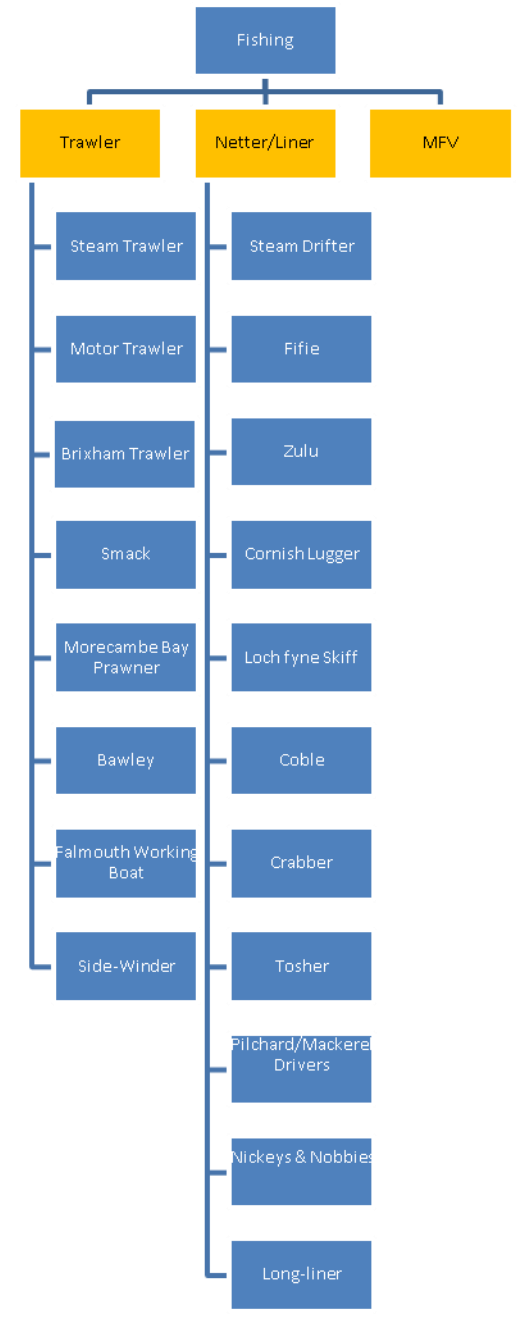 Fishing
Trawler
Netter/Liner
MFV
Steam Trawler
Motor Trawler
Brixham Trawler
Smack
Morecambe Bay
Prawner
Bawley
Falmouth Working
Boat
Side-Winder
Steam Drifter
Fifie
Zulu
Cornish Lugger
Loch fyne Skiff
Coble
Crabber
Tosher
Pilchard/Mackerel
Drivers
Nickeys & Nobbies
Long-liner